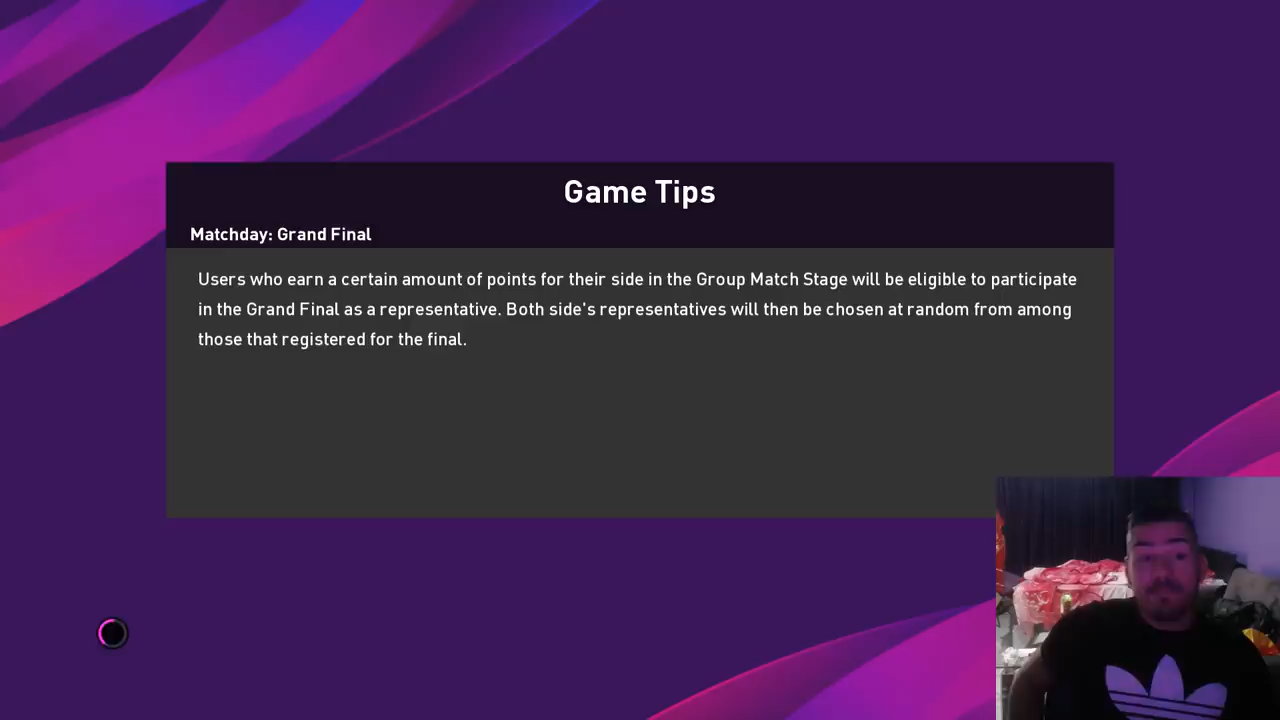 Game Tips
Matchday: Grand Final
Users who earn a certain amount of points for their side in the Group Match Stage will be eligible to participate
in the Grand Final as a representative. Both side's representatives will then be chosen at random from among
those that registered for the final.